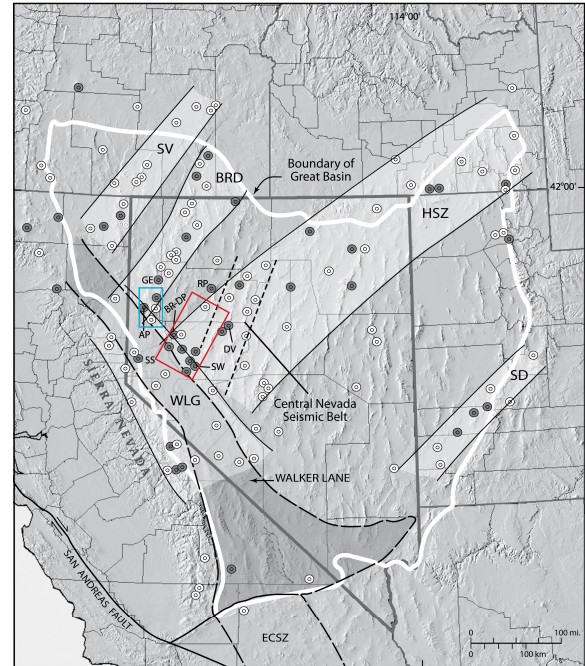 114°00'
SV
BRD
Boundary of
Great Basin
42°00'
HSZ
GE
RP
BR-DP
AP
DV
SS
SW
SD
Central Nevada
Seismic Belt
SIERRA NEVADA
WLG
WALKER LANE
SAN ANDREAS FAULT
ECSZ
0 100 mi.
0 100 km